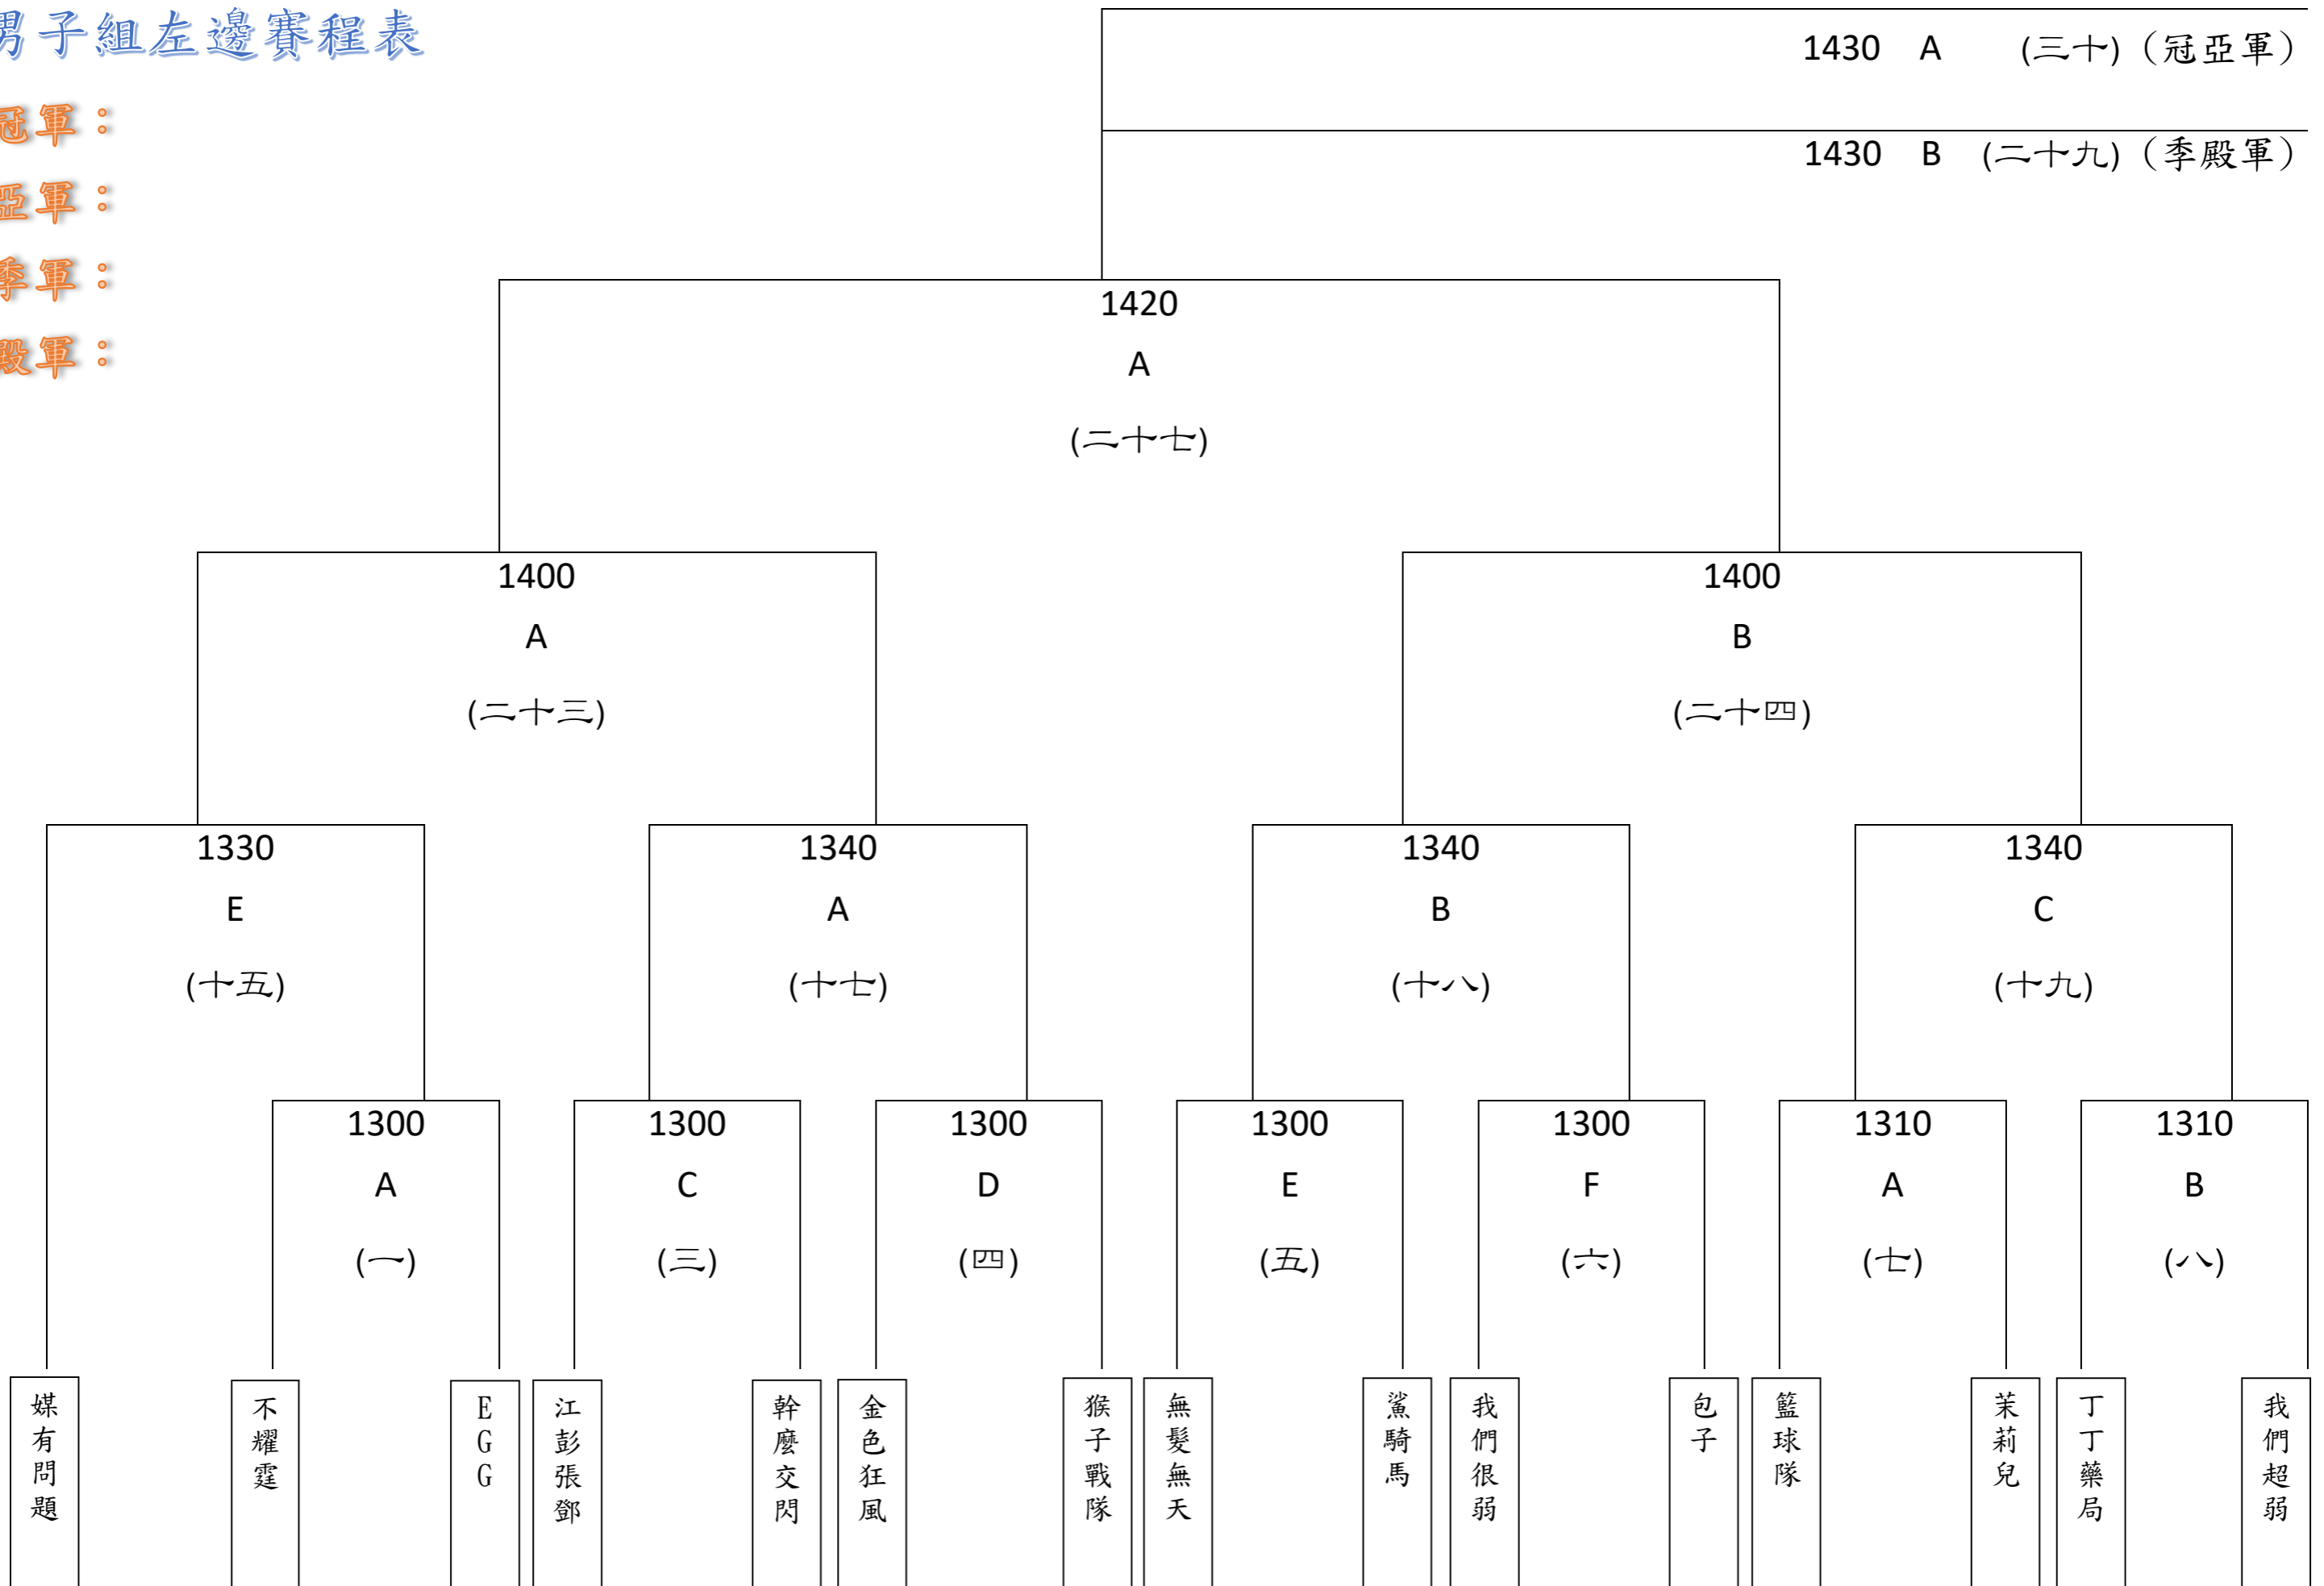 男子組左邊賽程表
冠軍：
亞軍：
季軍：
殿軍：
1430 A (三十)（冠亞軍）
1430 B (二十九)（季殿軍）
1420
A
(二十七)
1400
A
(二十三)
1400
B
(二十四)
1330
E
(十五)
1340
A
(十七)
1340
B
(十八)
1340
C
(十九)
1300
A
(一)
1300
C
(三)
1300
D
(四)
1300
E
(五)
1300
F
(六)
1310
A
(七)
1310
B
(八)
媒有問題
不耀霆
EGG
江彭張鄧
幹麼交閃
金色狂風
猴子戰隊
無髮無天
鯊騎馬
我們很弱
包子
籃球隊
茉莉兒
丁丁藥局
我們超弱